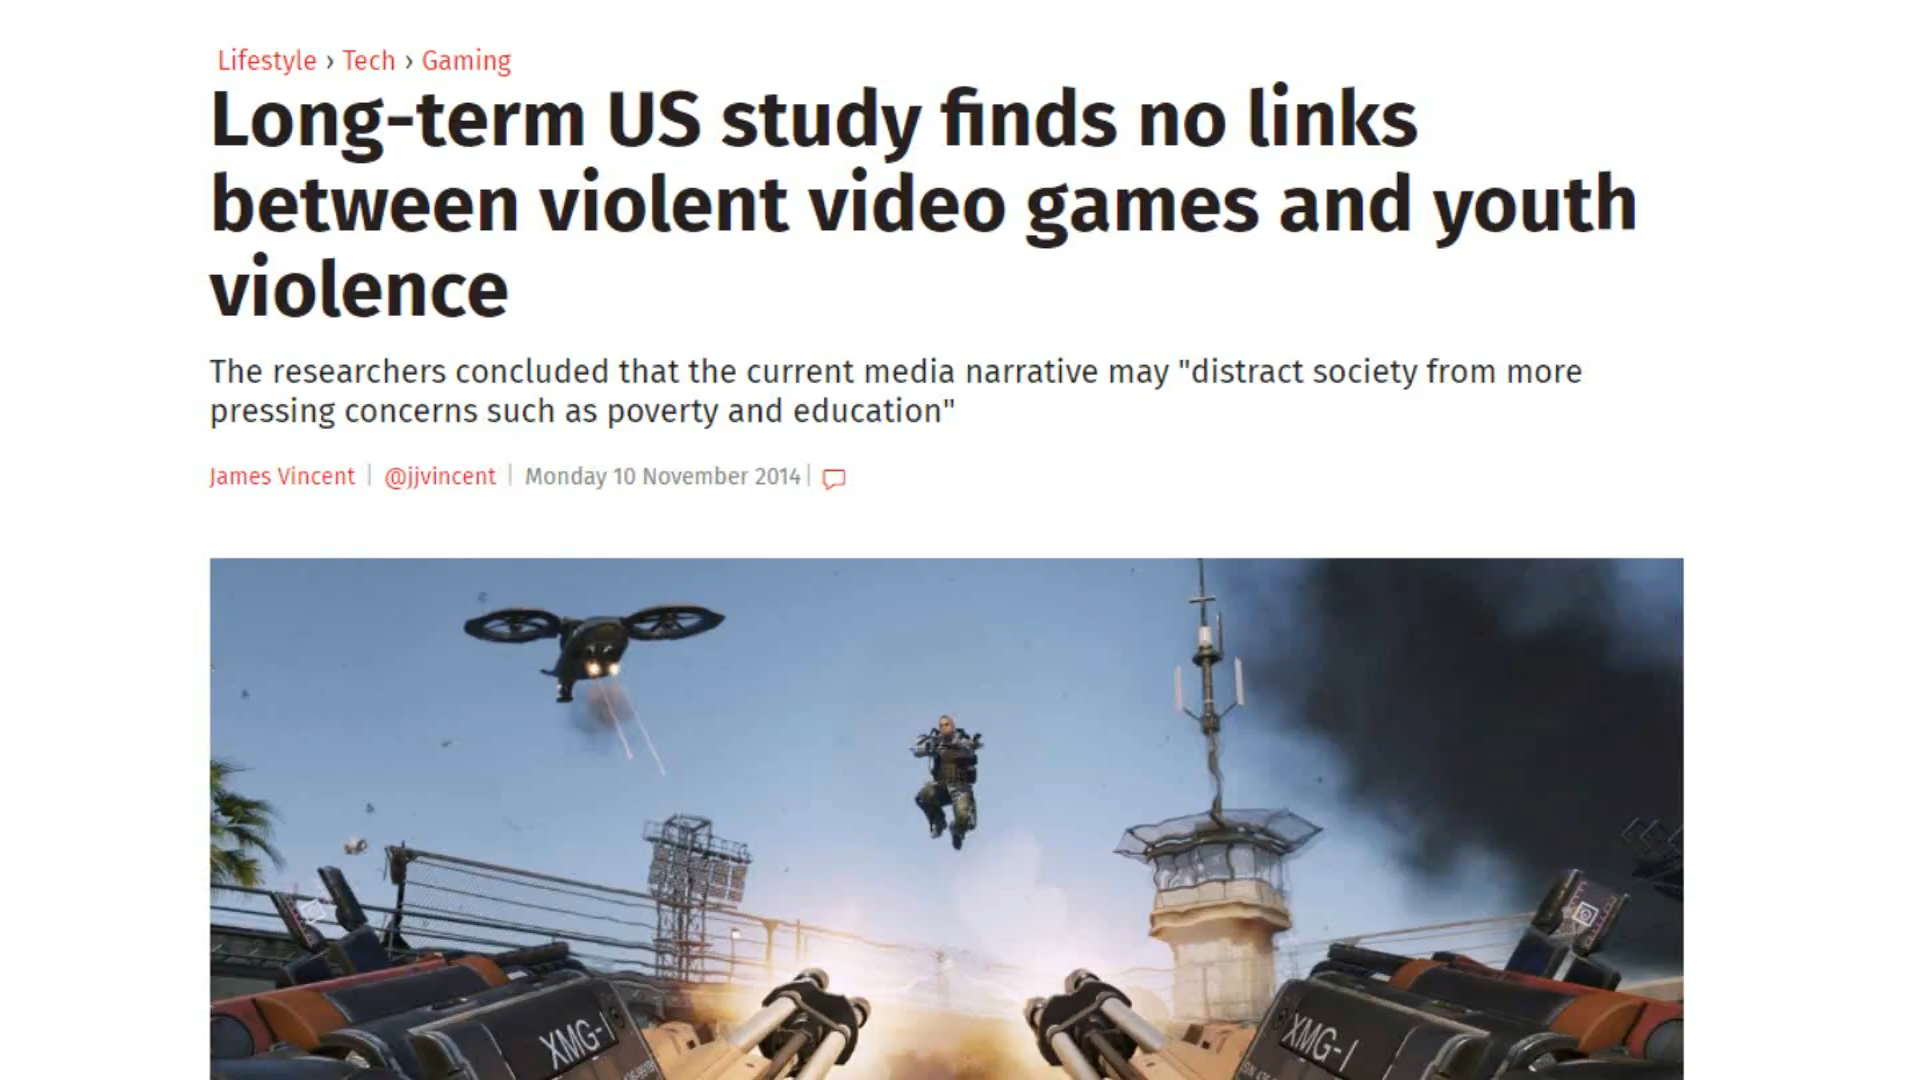 Lifestyle › Tech › Gaming
Long-term US study finds no links
between violent video games and youth
violence
The researchers concluded that the current media narrative may "distract society from more
pressing concerns such as poverty and education"
James Vincent | @jjvincent | Monday 10 November 2014 |
XMG-1 XMG-1